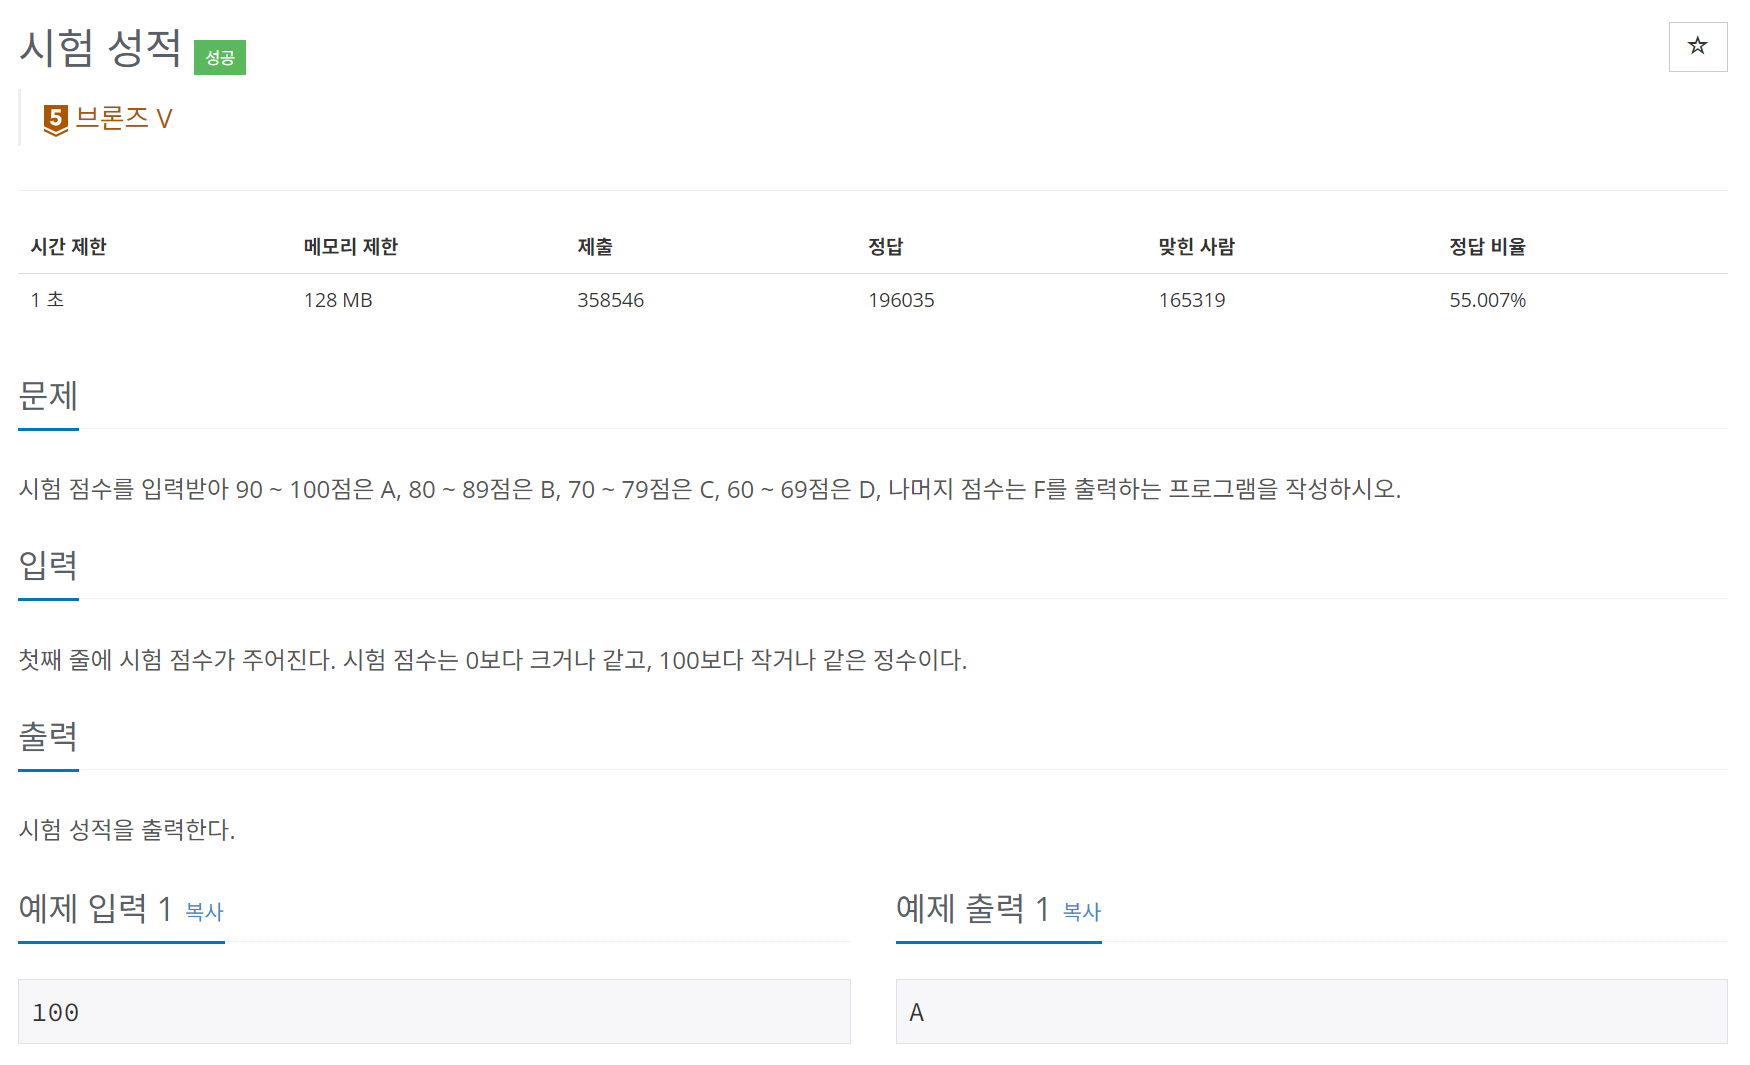 시험 성적 성공
☆
5 브론즈 V
시간 제한 메모리 제한 제출 정답 맞힌 사람 정답 비율
1 초 128 MB 358546 196035 165319 55.007%
문제
시험 점수를 입력받아 90 ~ 100점은 A, 80 ~ 89점은 B, 70 ~ 79점은 C, 60 ~ 69점은 D, 나머지 점수는 F를 출력하는 프로그램을 작성하시오.
입력
첫째 줄에 시험 점수가 주어진다. 시험 점수는 0보다 크거나 같고, 100보다 작거나 같은 정수이다.
출력
시험 성적을 출력한다.
예제 입력 1 복사
100
예제 출력 1 복사
A